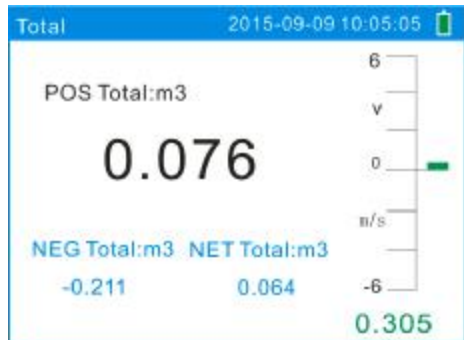 Total 2015-09-09 10:05:05
6
POS Total:m3
v
0.076
0
m/s
NEG Total:m3 NET Total:m3
-0.211 0.064
-6
0.305